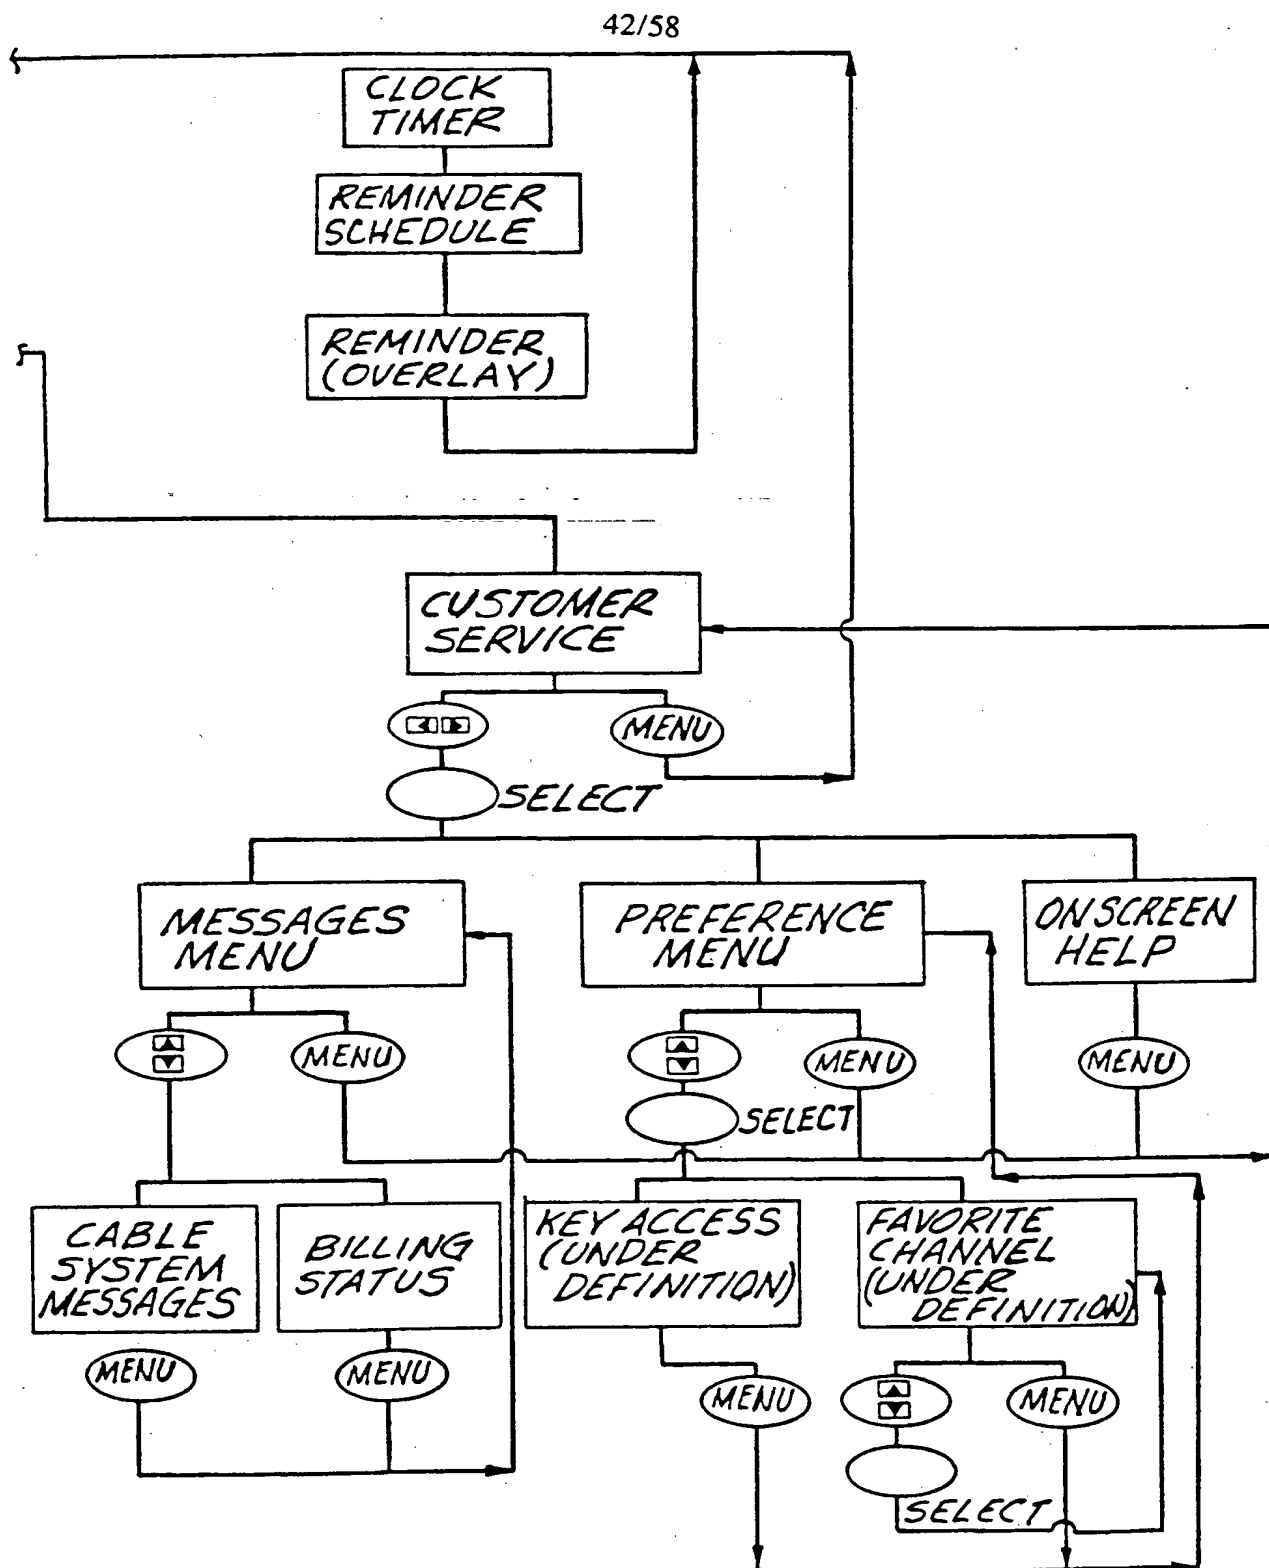 42/58
CLOCK
TIMER
REMINDER
SCHEDULE
REMINDER
(OVERLAY)
CUSTOMER
SERVICE
MENU
SELECT
MESSAGES
MENU
PREFERENCE
MENU
ONSCREEN
HELP
MENU
MENU
MENU
SELECT
CABLE
SYSTEM
MESSAGES
BILLING
STATUS
KEY ACCESS
(UNDER
DEFINITION)
FAVORITE
CHANNEL
(UNDER
DEFINITION)
MENU
MENU
MENU
MENU
SELECT